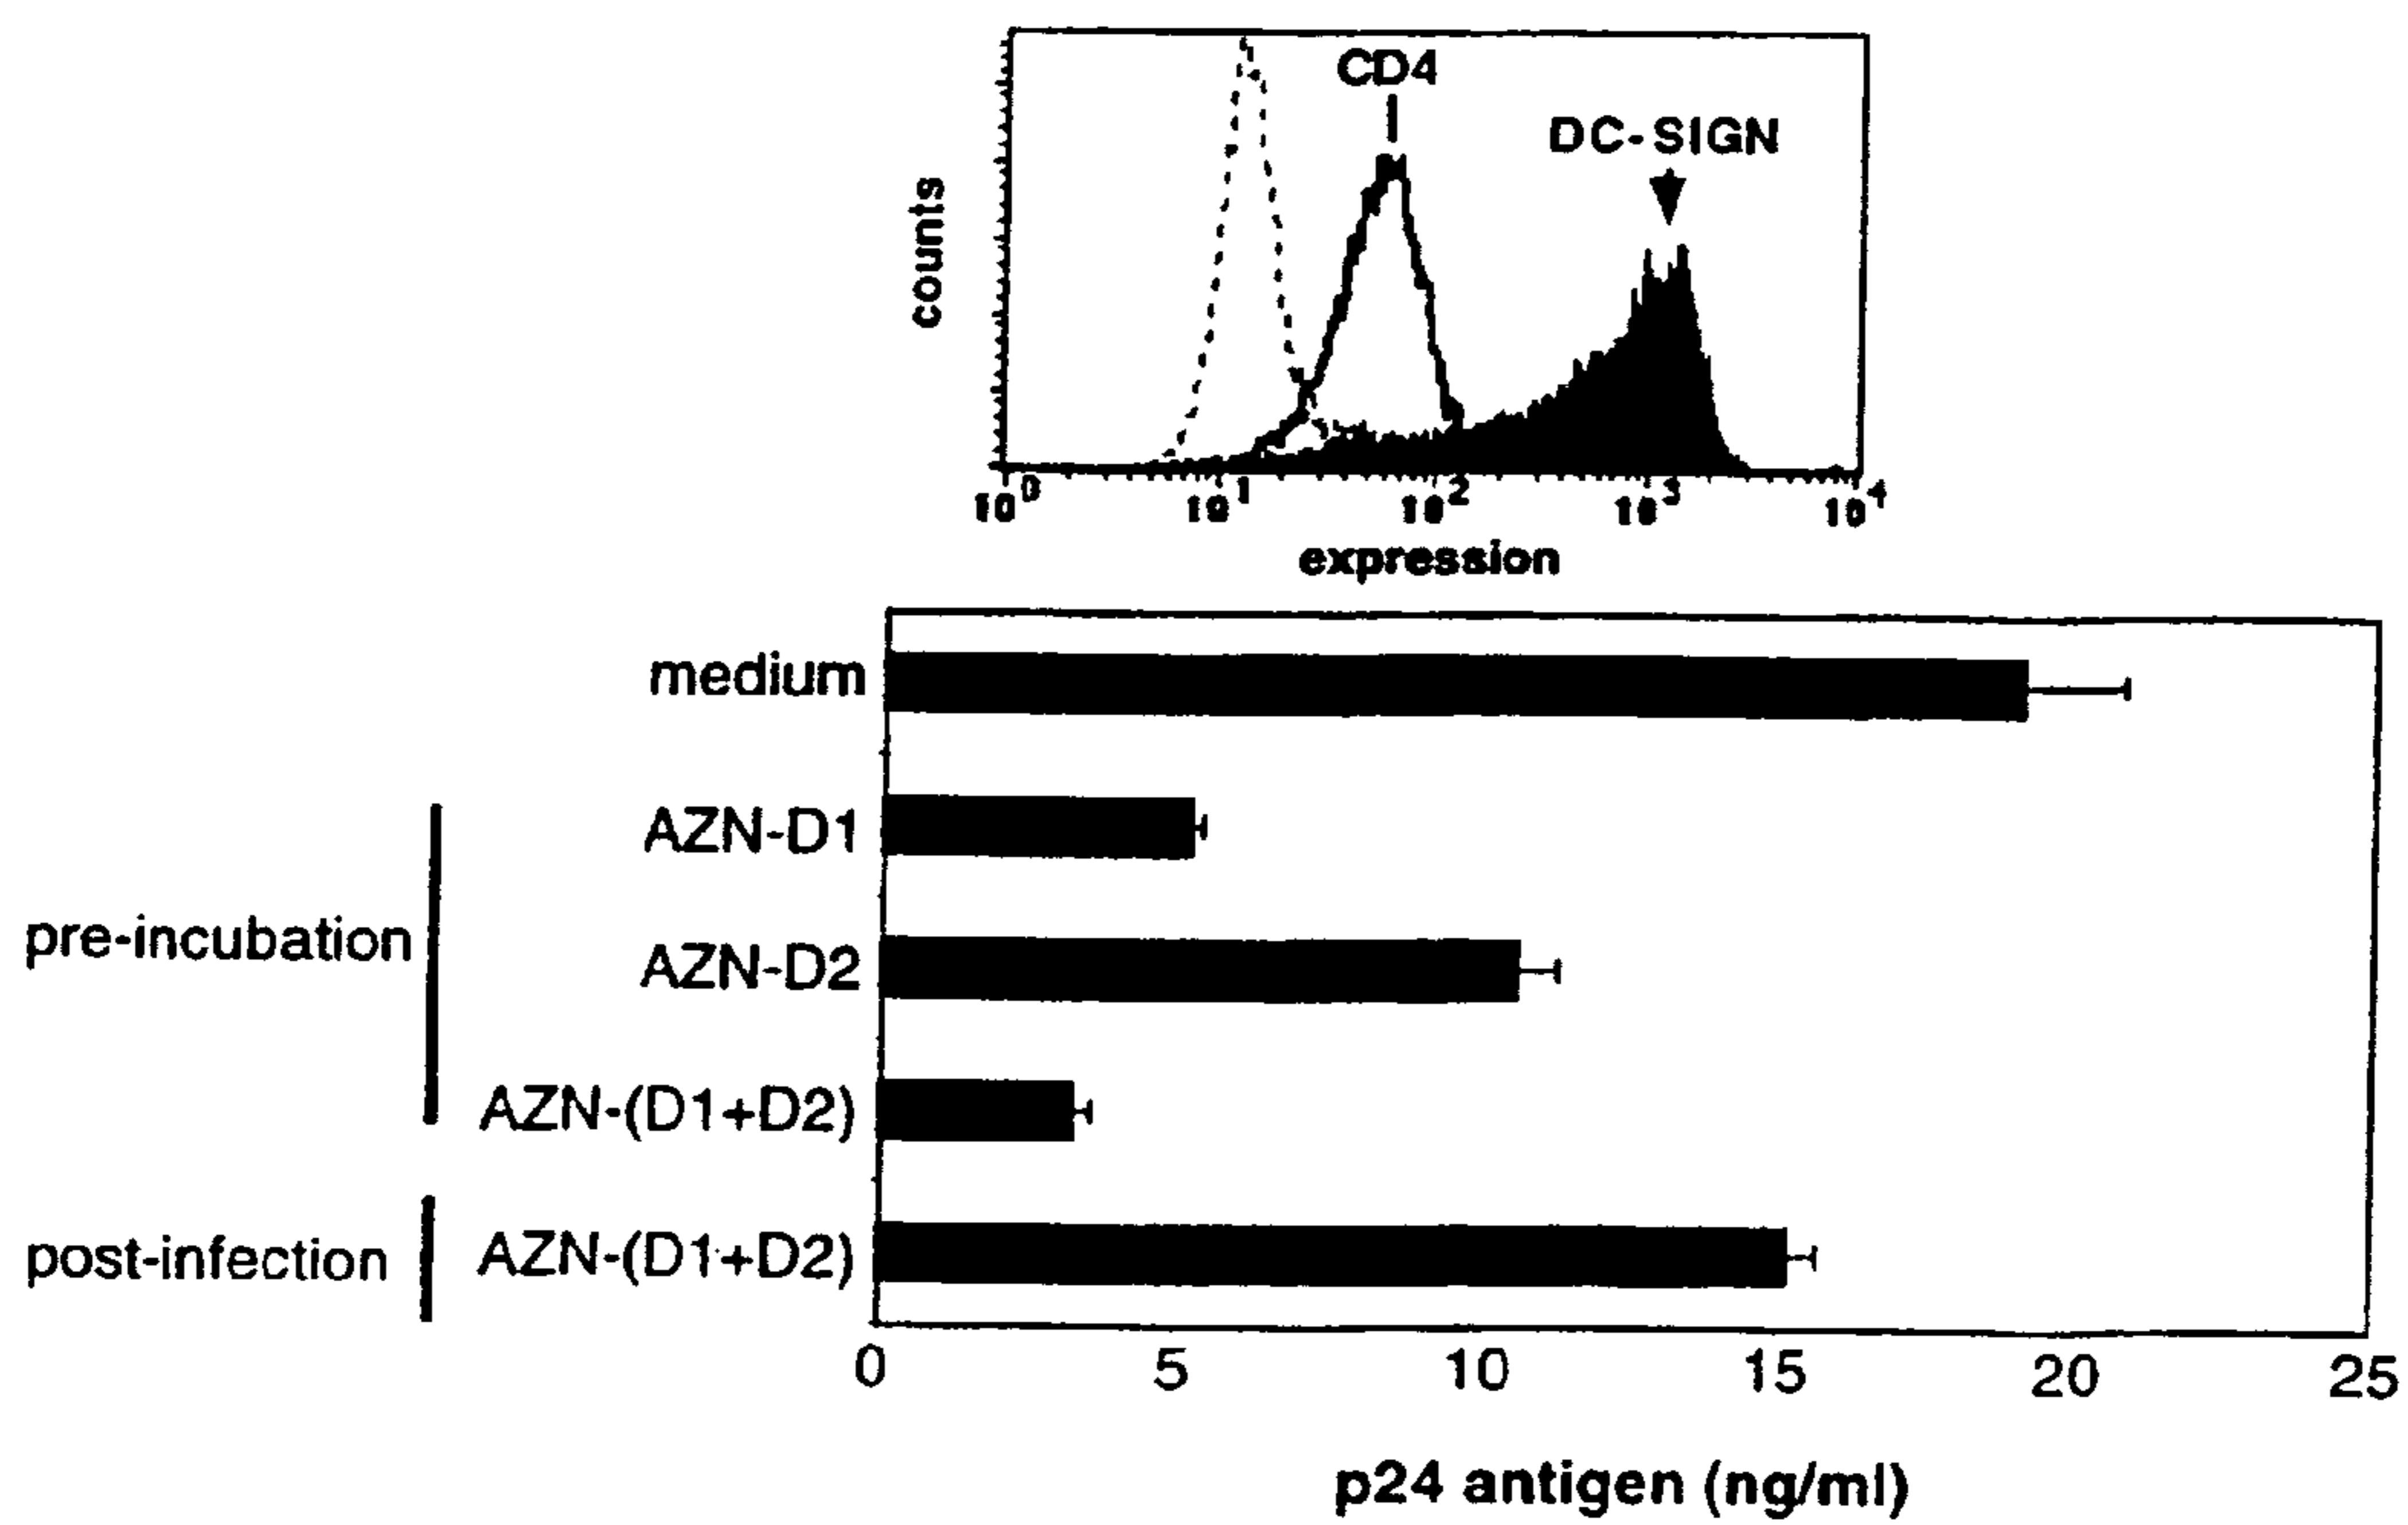 CD4
DC-SIGN
counts
10^0 10^1 10^2 10^3 10^4
expression
medium
AZN-D1
pre-incubation
AZN-D2
AZN-(D1+D2)
post-infection AZN-(D1+D2)
0 5 10 15 20 25
p24 antigen (ng/ml)